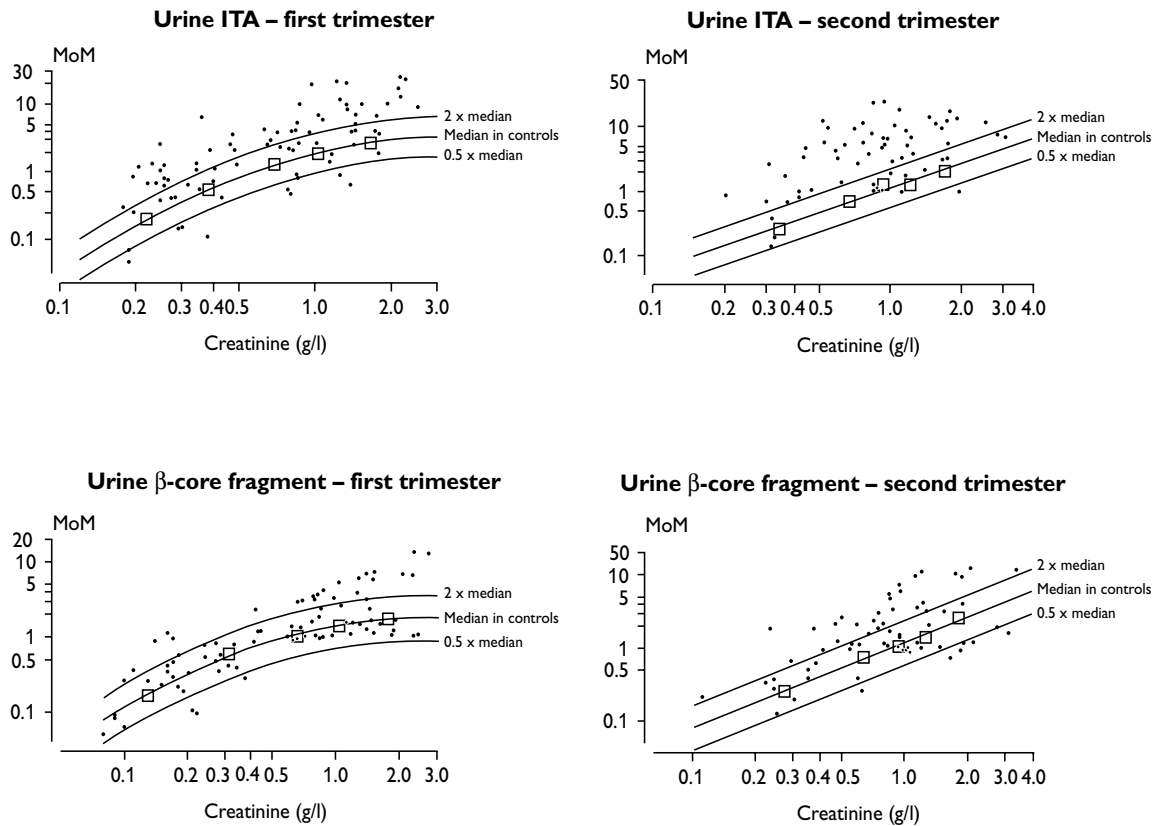 Urine ITA – first trimester
MoM
30
10
5
1
0.5
0.1
2 x median
Median in controls
0.5 x median
0.1 0.2 0.3 0.4 0.5 1.0 2.0 3.0
Creatinine (g/l)
Urine ITA – second trimester
MoM
50
10
5
1
0.5
0.1
2 x median
Median in controls
0.5 x median
0.1 0.2 0.3 0.4 0.5 1.0 2.0 3.0 4.0
Creatinine (g/l)
Urine β-core fragment – first trimester
MoM
20
10
5
1
0.5
0.1
2 x median
Median in controls
0.5 x median
0.1 0.2 0.3 0.4 0.5 1.0 2.0 3.0
Creatinine (g/l)
Urine β-core fragment – second trimester
MoM
50
10
5
1
0.5
0.1
2 x median
Median in controls
0.5 x median
0.1 0.2 0.3 0.4 0.5 1.0 2.0 3.0 4.0
Creatinine (g/l)